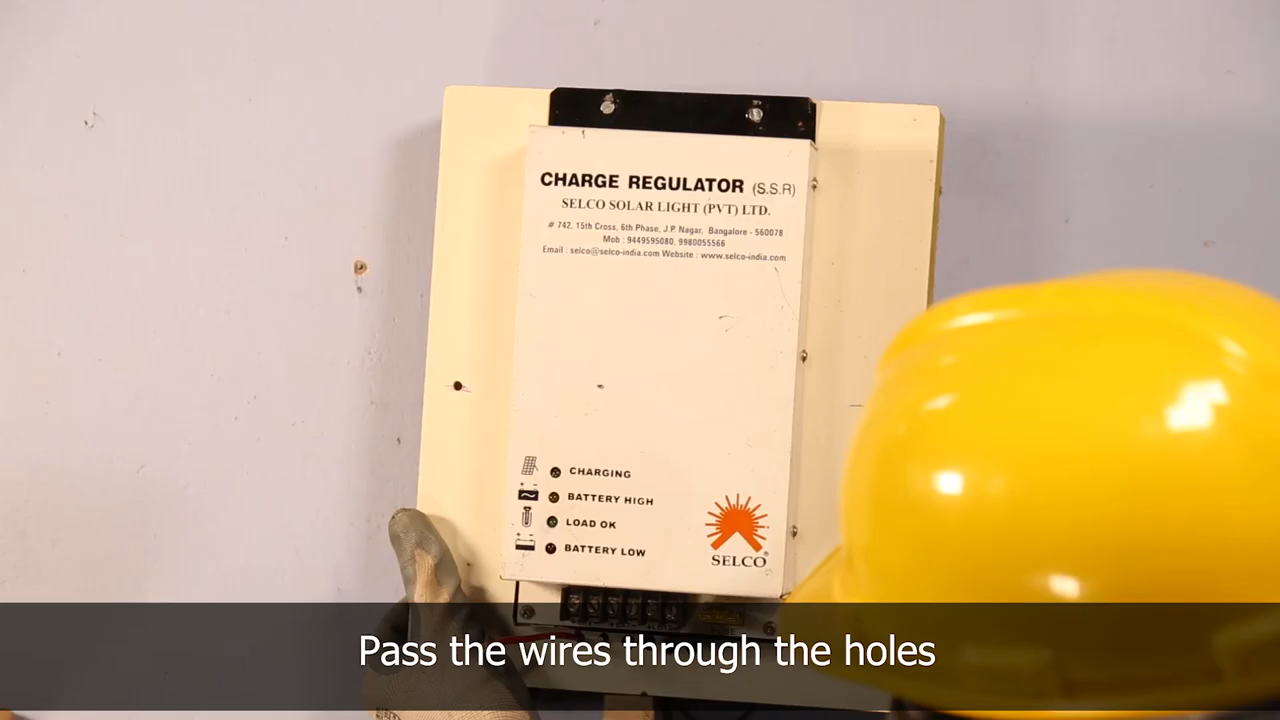 CHARGE REGULATOR (S.S.R)
SELCO SOLAR LIGHT (PVT) LTD.
# 742, 15th Cross, 6th Phase, J.P. Nagar, Bangalore - 560078
Mob : 9449595080, 9980055566
Email : selco@selco-india.com Website : www.selco-india.com
CHARGING
BATTERY HIGH
LOAD OK
BATTERY LOW
SELCO
Pass the wires through the holes